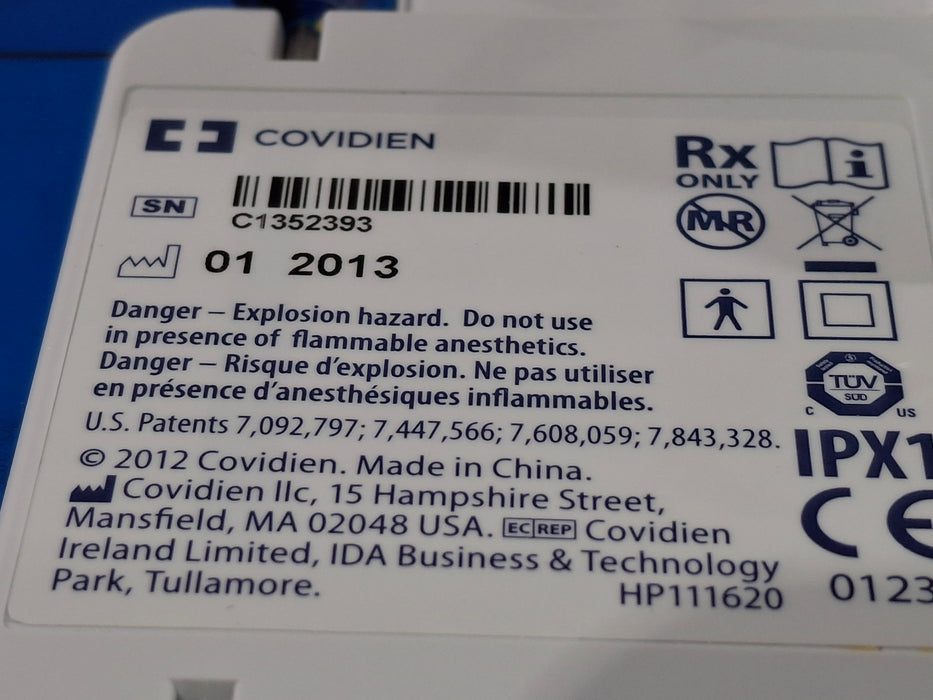 COVIDIEN
SN
C1352393
01 2013
Danger – Explosion hazard. Do not use
in presence of flammable anesthetics.
Danger – Risque d’explosion. Ne pas utiliser
en présence d’anesthésiques inflammables.
U.S. Patents 7,092,797; 7,447,566; 7,608,059; 7,843,328.
© 2012 Covidien. Made in China.
Covidien llc, 15 Hampshire Street,
Mansfield, MA 02048 USA. EC REP Covidien
Ireland Limited, IDA Business & Technology
Park, Tullamore. HP111620
Rx
ONLY
i
MR
TÜV
SÜD
C US
IPX1
CE
0123